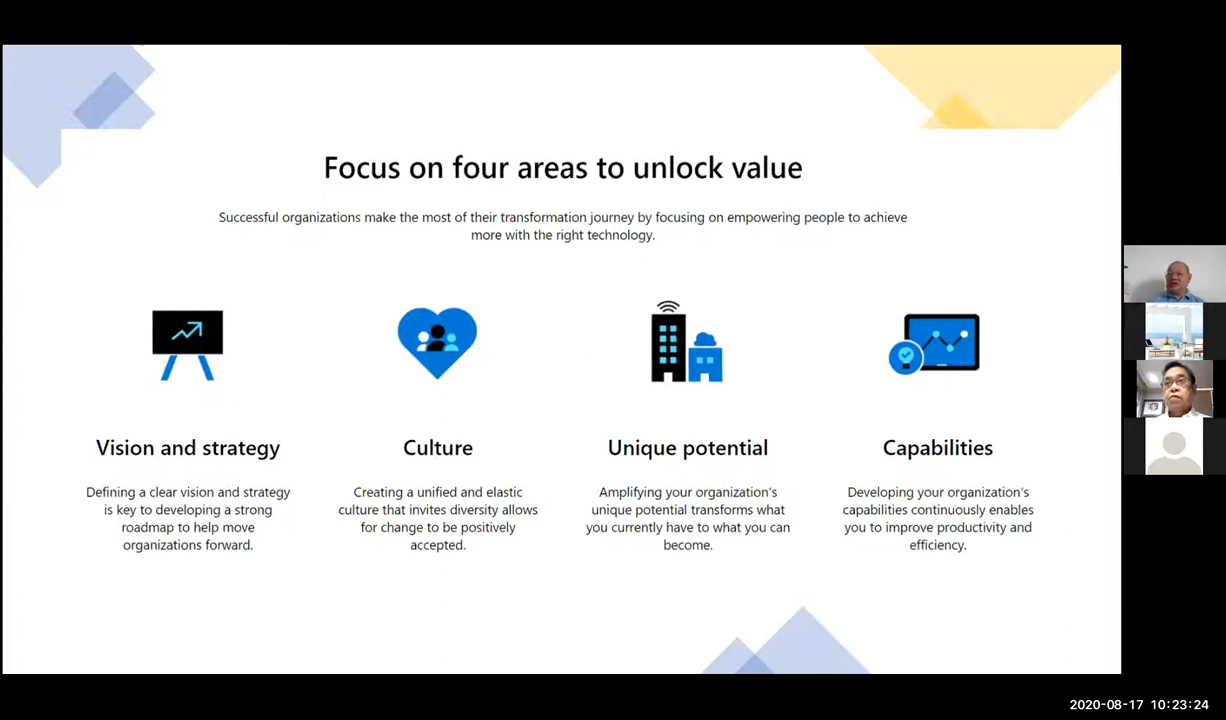 Focus on four areas to unlock value
Successful organizations make the most of their transformation journey by focusing on empowering people to achieve
more with the right technology.
Vision and strategy
Defining a clear vision and strategy
is key to developing a strong
roadmap to help move
organizations forward.
Culture
Creating a unified and elastic
culture that invites diversity allows
for change to be positively
accepted.
Unique potential
Amplifying your organization's
unique potential transforms what
you currently have to what you can
become.
Capabilities
Developing your organization's
capabilities continuously enables
you to improve productivity and
efficiency.
2020-08-17 10:23:24